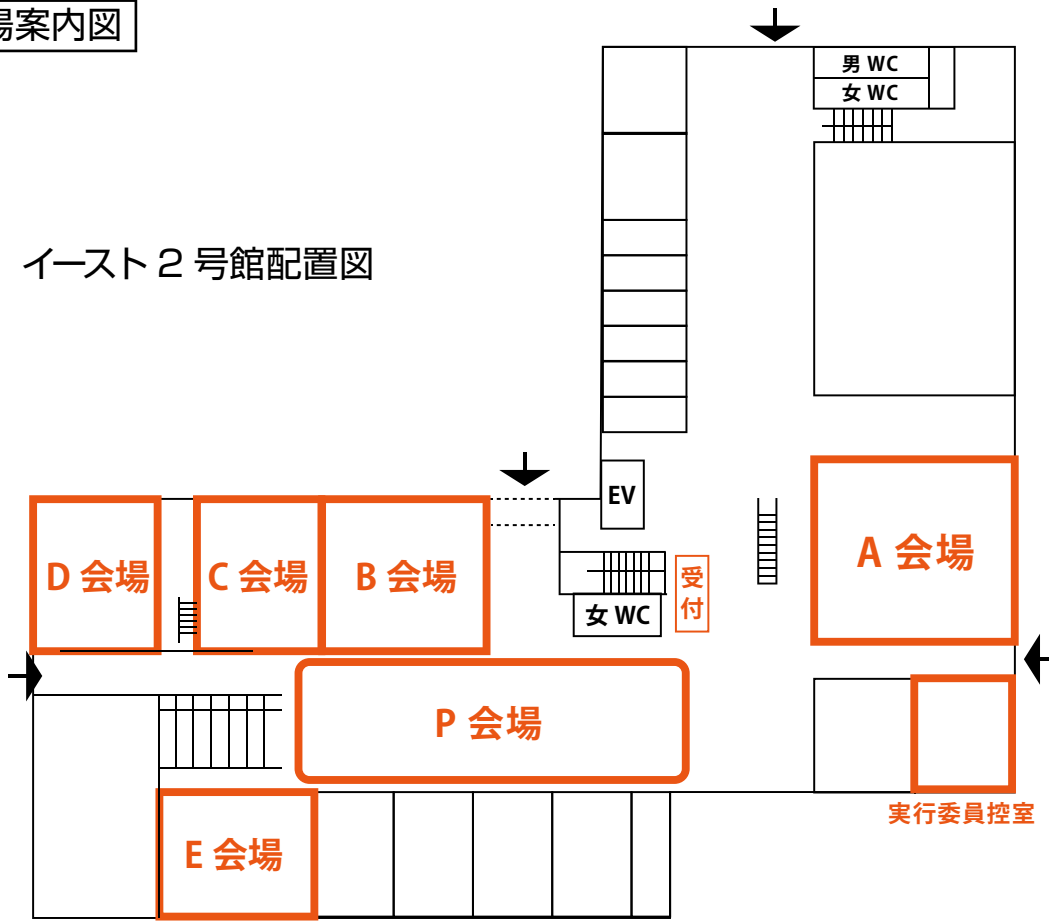 場案内図
男 WC
女 WC
イースト 2 号館配置図
EV
A 会場
D 会場
C 会場
B 会場
受付
女 WC
P 会場
実行委員控室
E 会場